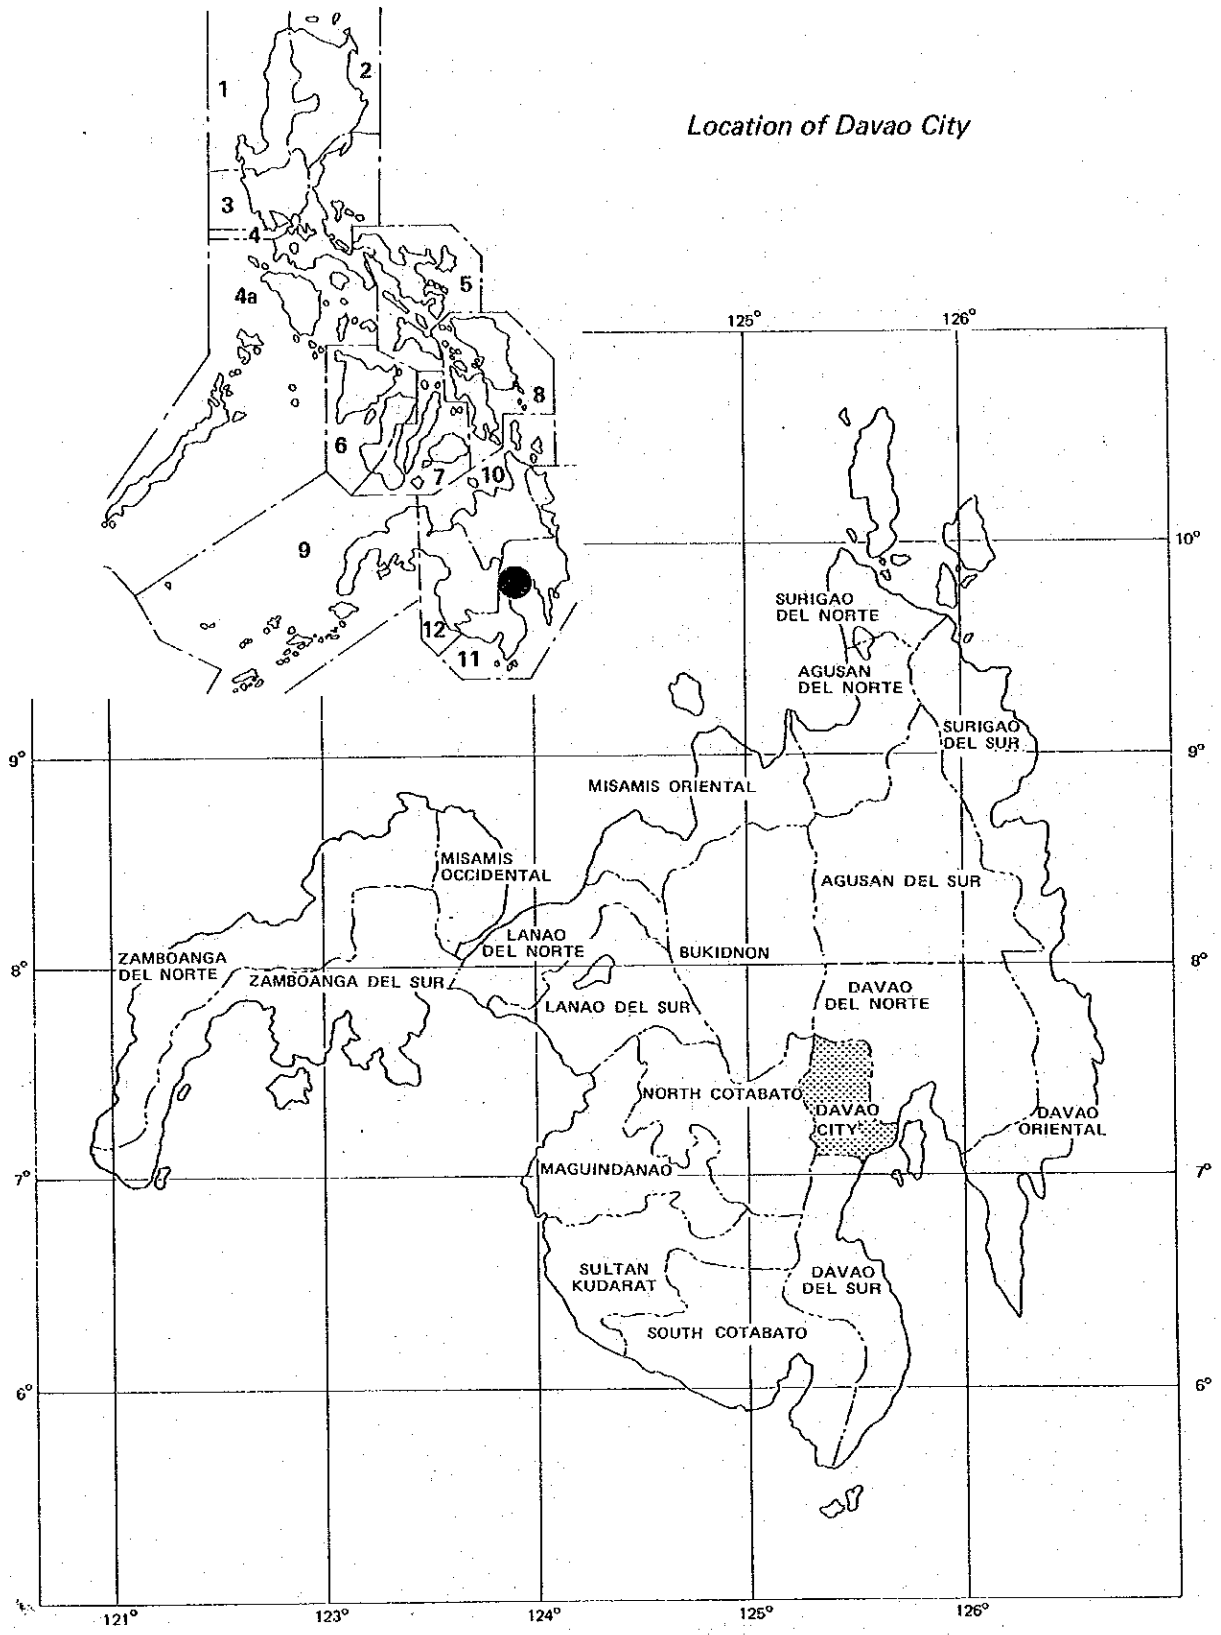 1
2
Location of Davao City
3
4
4a
5
125°
126°
8
6
7
10
9
10°
12
11
SURIGAO
DEL NORTE
AGUSAN
DEL NORTE
SURIGAO
DEL SUR
9°
9°
MISAMIS ORIENTAL
MISAMIS
OCCIDENTAL
AGUSAN DEL SUR
LANAO
DEL NORTE
BUKIDNON
ZAMBOANGA
DEL NORTE
8°
8°
ZAMBOANGA DEL SUR
LANAO DEL SUR
DAVAO
DEL NORTE
NORTH COTABATO
DAVAO
CITY
DAVAO
ORIENTAL
MAGUINDANAO
7°
7°
SULTAN
KUDARAT
DAVAO
DEL SUR
SOUTH COTABATO
6°
6°
121°
123°
124°
125°
126°